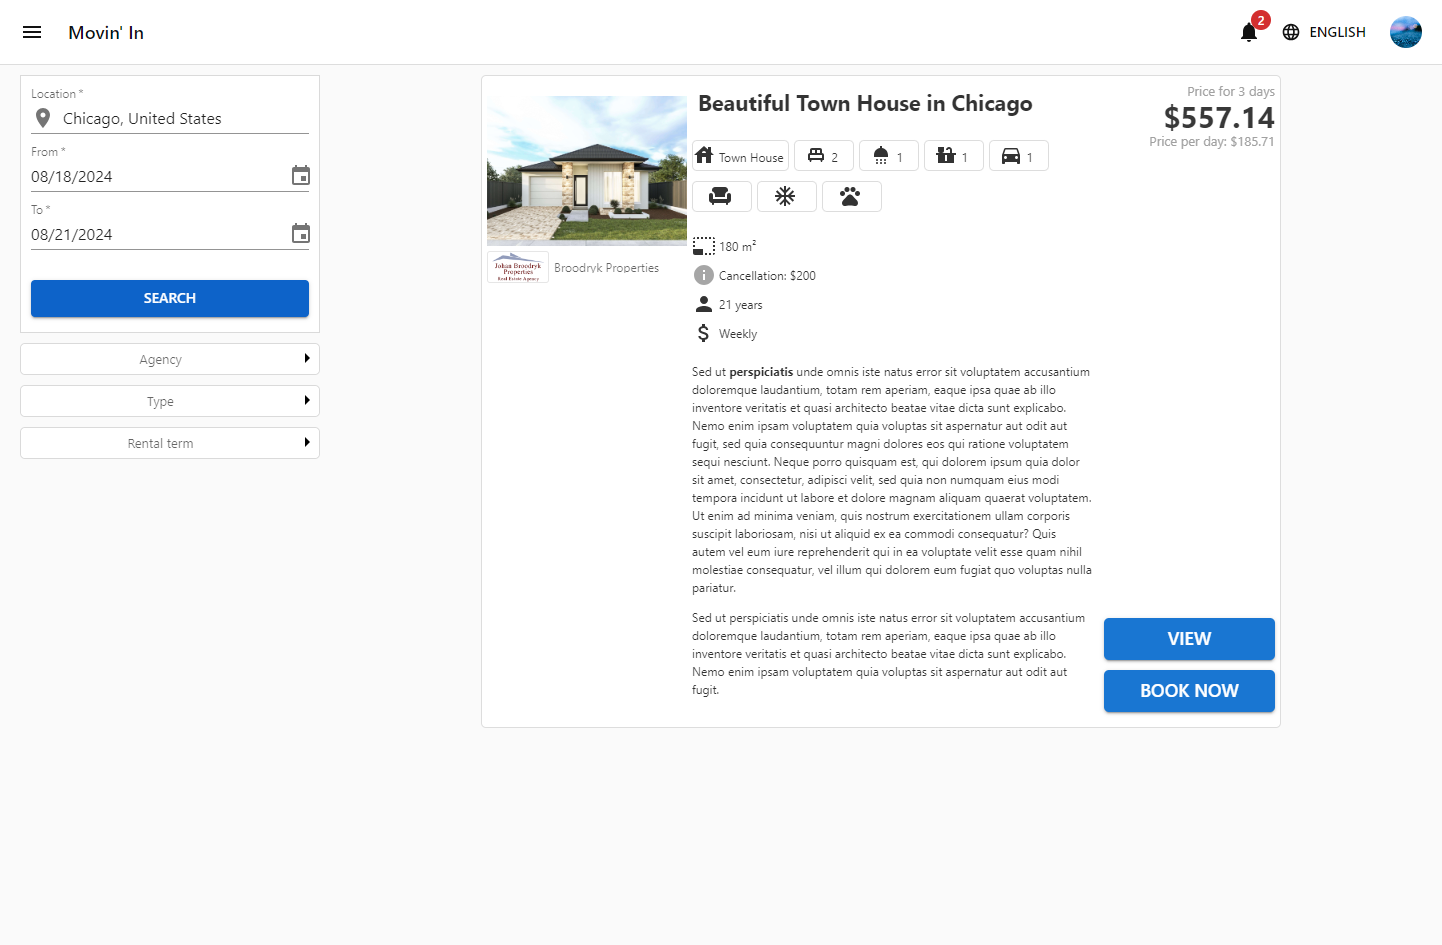 Movin' In
2
ENGLISH
Location *
Chicago, United States
From *
08/18/2024
To *
08/21/2024
SEARCH
Agency
Type
Rental term
Johan Broodryk
Properties
Real Estate Agency
Broodryk Properties
Beautiful Town House in Chicago
Town House
2
1
1
1
180 m²
Cancellation: $200
21 years
Weekly
Sed ut perspiciatis unde omnis iste natus error sit voluptatem accusantium
doloremque laudantium, totam rem aperiam, eaque ipsa quae ab illo
inventore veritatis et quasi architecto beatae vitae dicta sunt explicabo.
Nemo enim ipsam voluptatem quia voluptas sit aspernatur aut odit aut
fugit, sed quia consequuntur magni dolores eos qui ratione voluptatem
sequi nesciunt. Neque porro quisquam est, qui dolorem ipsum quia dolor
sit amet, consectetur, adipisci velit, sed quia non numquam eius modi
tempora incidunt ut labore et dolore magnam aliquam quaerat voluptatem.
Ut enim ad minima veniam, quis nostrum exercitationem ullam corporis
suscipit laboriosam, nisi ut aliquid ex ea commodi consequatur? Quis
autem vel eum iure reprehenderit qui in ea voluptate velit esse quam nihil
molestiae consequatur, vel illum qui dolorem eum fugiat quo voluptas nulla
pariatur.
Sed ut perspiciatis unde omnis iste natus error sit voluptatem accusantium
doloremque laudantium, totam rem aperiam, eaque ipsa quae ab illo
inventore veritatis et quasi architecto beatae vitae dicta sunt explicabo.
Nemo enim ipsam voluptatem quia voluptas sit aspernatur aut odit aut
fugit.
Price for 3 days
$557.14
Price per day: $185.71
VIEW
BOOK NOW